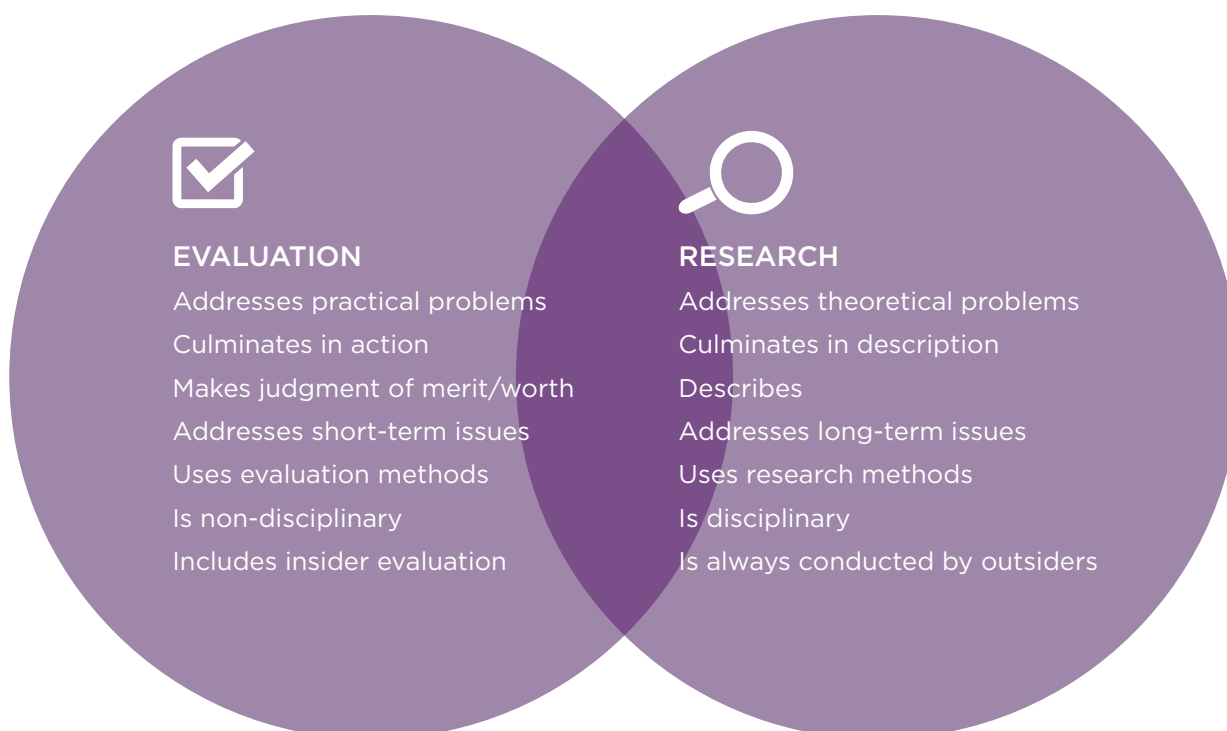 EVALUATION
Addresses practical problems
Culminates in action
Makes judgment of merit/worth
Addresses short-term issues
Uses evaluation methods
Is non-disciplinary
Includes insider evaluation
RESEARCH
Addresses theoretical problems
Culminates in description
Describes
Addresses long-term issues
Uses research methods
Is disciplinary
Is always conducted by outsiders